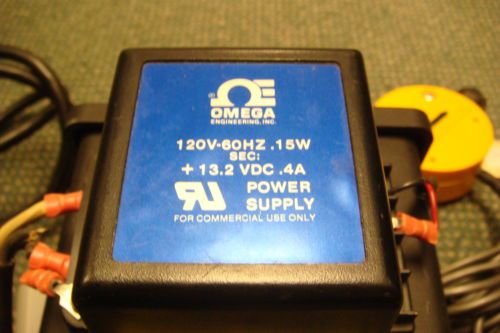 ®
OMEGA
ENGINEERING, INC.
120V-60HZ .15W
SEC:
+ 13.2 VDC .4A
POWER
SUPPLY
FOR COMMERCIAL USE ONLY